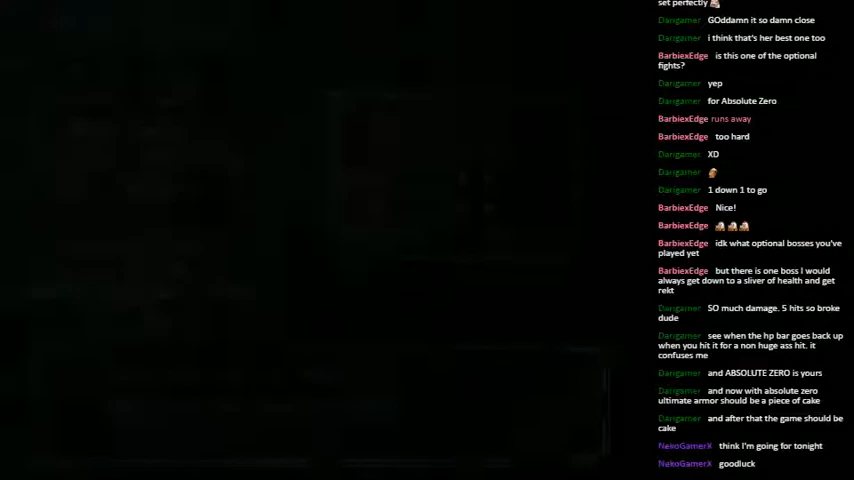 set perfectly
Darigamer GOddamn it so damn close
Darigamer i think that's her best one too
BarbiexEdge is this one of the optional
fights?
Darigamer yep
Darigamer for Absolute Zero
BarbiexEdge runs away
BarbiexEdge too hard
Darigamer XD
Darigamer
Darigamer 1 down 1 to go
BarbiexEdge Nice!
BarbiexEdge
BarbiexEdge idk what optional bosses you've
played yet
BarbiexEdge but there is one boss I would
always get down to a sliver of health and get
rekt
Darigamer SO much damage. 5 hits so broke
dude
Darigamer see when the hp bar goes back up
when you hit it for a non huge ass hit. it
confuses me
Darigamer and ABSOLUTE ZERO is yours
Darigamer and now with absolute zero
ultimate armor should be a piece of cake
Darigamer and after that the game should be
cake
NekoGamerX think I'm going for tonight
NekoGamerX goodluck